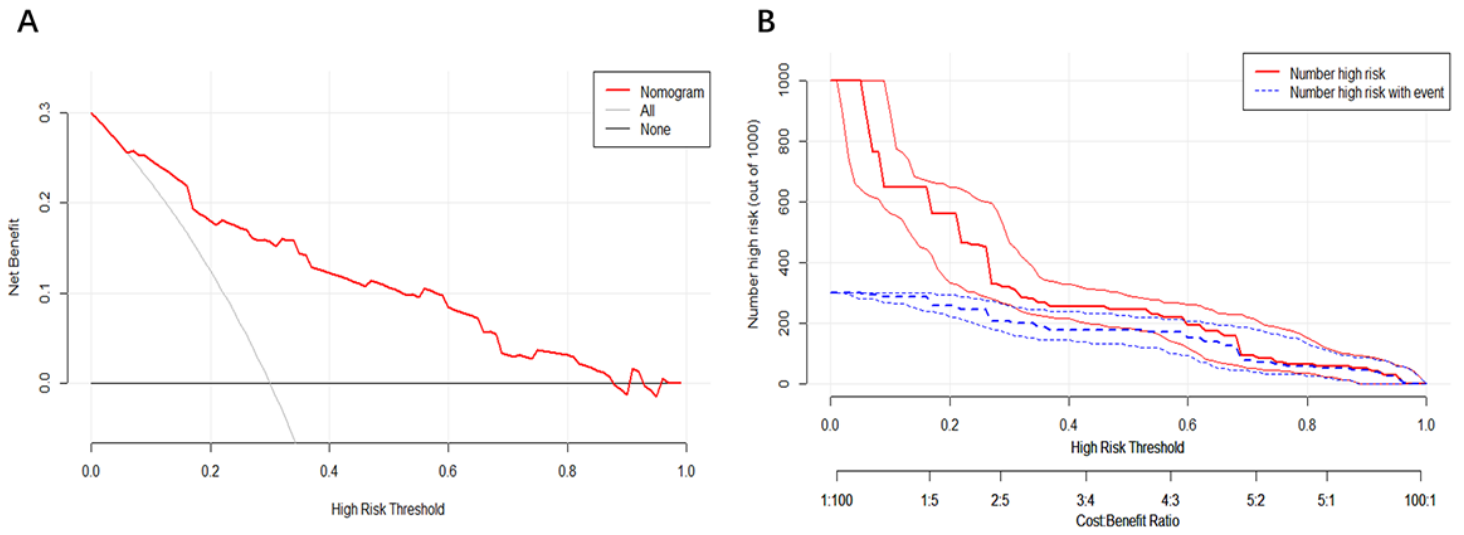 A
Net Benefit
0.3
0.2
0.1
0.0
Nomogram
All
None
0.0 0.2 0.4 0.6 0.8 1.0
High Risk Threshold
B
Number high risk (out of 1000)
1000
800
600
400
200
0
Number high risk
Number high risk with event
0.0 0.2 0.4 0.6 0.8 1.0
High Risk Threshold
1:100 1:5 2:5 3:4 4:3 5:2 5:1 100:1
Cost:Benefit Ratio